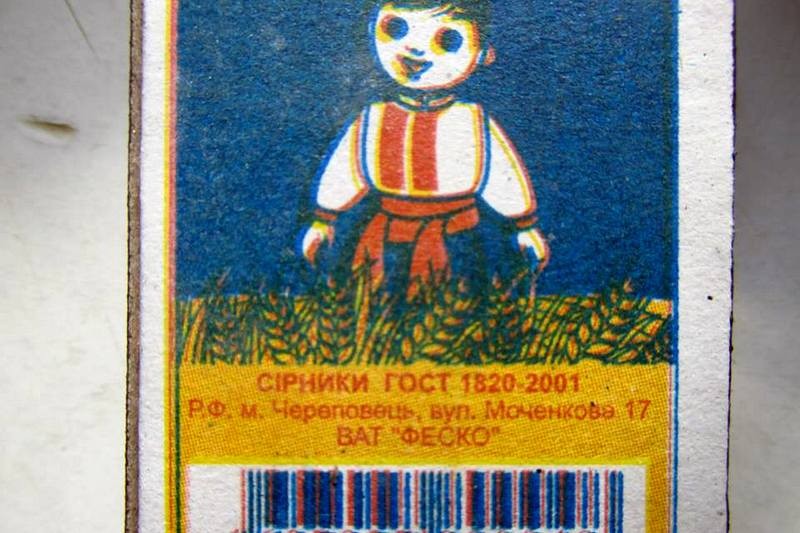 СІРНИКИ ГОСТ 1820-2001
Р.Ф. м. Череповець, вул. Моченкова 17
ВАТ "ФЕСКО"